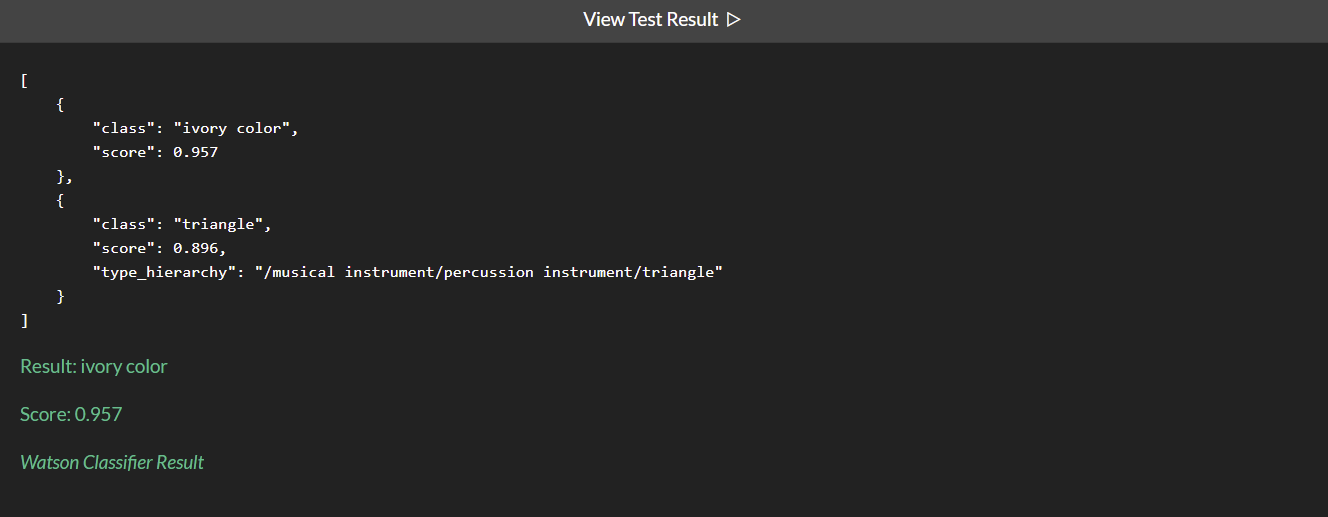 View Test Result ▷
[
    {
        "class": "ivory color",
        "score": 0.957
    },
    {
        "class": "triangle",
        "score": 0.896,
        "type_hierarchy": "/musical instrument/percussion instrument/triangle"
    }
]
Result: ivory color
Score: 0.957
Watson Classifier Result